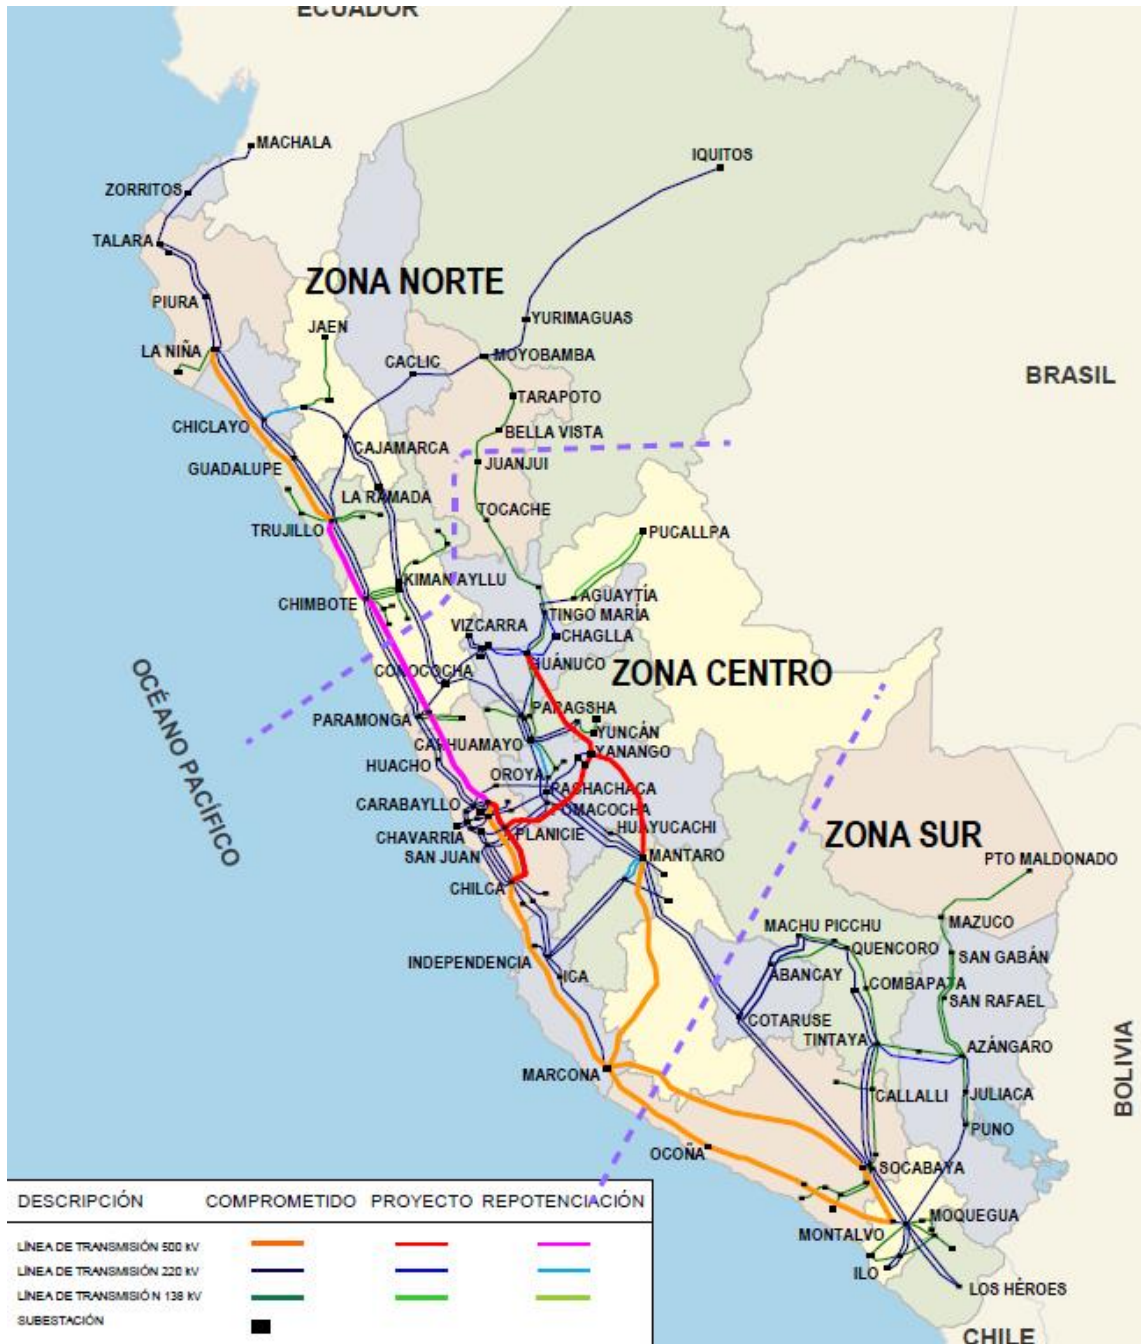 ECUADOR
MACHALA
IQUITOS
ZORRITOS
TALARA
ZONA NORTE
PIURA
YURIMAGUAS
JAEN
LA NIÑA
CACLIC
MOYOBAMBA
BRASIL
TARAPOTO
CHICLAYO
BELLA VISTA
CAJAMARCA
GUADALUPE
JUANJUI
LA RAMADA
TOCACHE
TRUJILLO
PUCALLPA
KIMAN AYLLU
CHIMBOTE
AGUAYTÍA
TINGO MARÍA
VIZCARRA
CHAGLLA
HUÁNUCO
ZONA CENTRO
CONOCOCHA
OCÉANO PACÍFICO
PARAGSHA
PARAMONGA
YUNCÁN
CARHUAMAYO
YANANGO
HUACHO
OROYA
PACHACHACA
CARABAYLLO
POMACOCHA
CHAVARRIA
PLANICIE
HUAYUCACHI
ZONA SUR
SAN JUAN
MANTARO
PTO MALDONADO
CHILCA
MAZUCO
MACHU PICCHU
QUENCORO
INDEPENDENCIA
SAN GABÁN
ICA
ABANCAY
COMBAPATA
SAN RAFAEL
COTARUSE
TINTAYA
AZÁNGARO
MARCONA
BOLIVIA
CALLALLI
JULIACA
PUNO
OCOÑA
SOCABAYA
MOQUEGUA
MONTALVO
ILO
LOS HÉROES
CHILE
DESCRIPCIÓN COMPROMETIDO PROYECTO REPOTENCIACIÓN
LÍNEA DE TRANSMISIÓN 500 kV
LÍNEA DE TRANSMISIÓN 220 kV
LÍNEA DE TRANSMISIÓ N 138 kV
SUBESTACIÓN